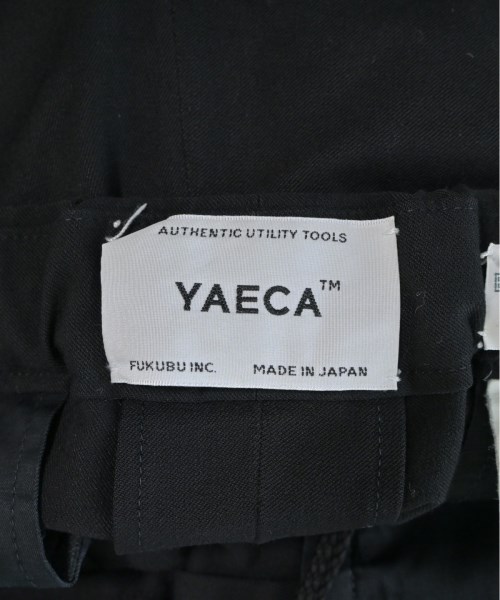 AUTHENTIC UTILITY TOOLS
YAECA™
FUKUBU INC. MADE IN JAPAN